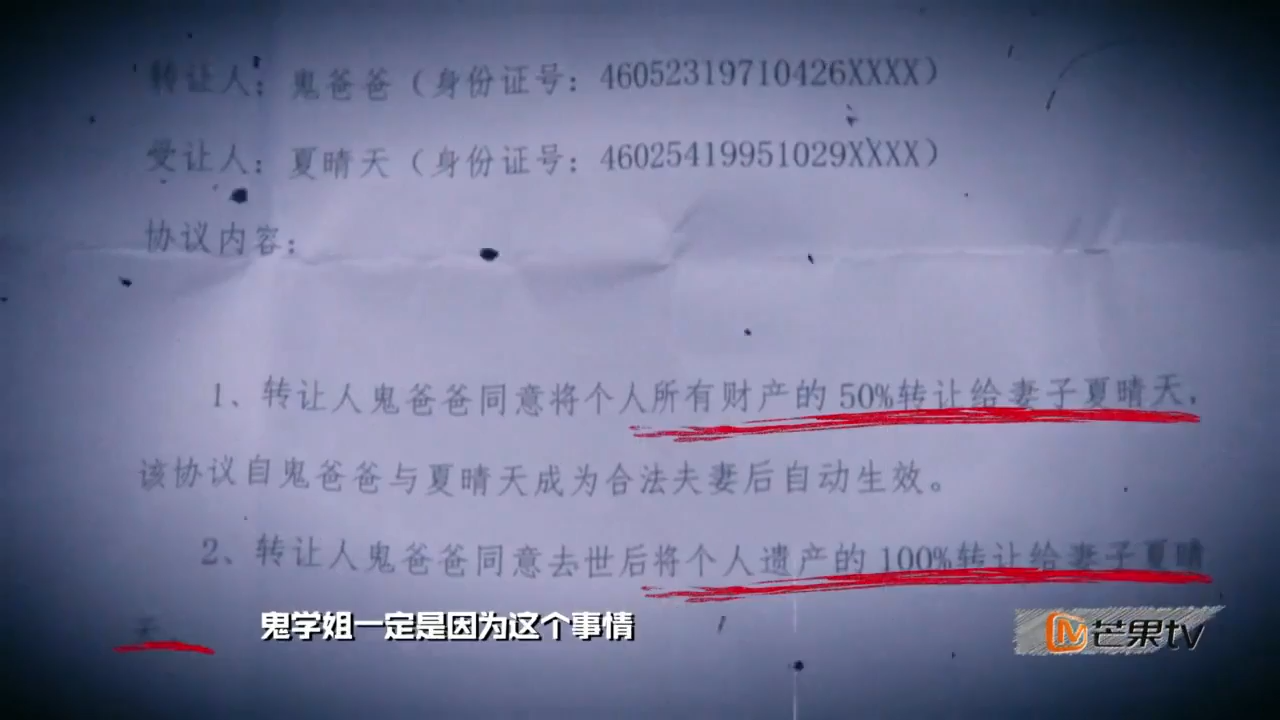 转让人：鬼爸爸（身份证号：46052319710426XXXX）
受让人：夏晴天（身份证号：46025419951029XXXX）
协议内容：
1、转让人鬼爸爸同意将个人所有财产的 50%转让给妻子夏晴天，
该协议自鬼爸爸与夏晴天成为合法夫妻后自动生效。
2、转让人鬼爸爸同意去世后将个人遗产的 100%转让给妻子夏晴
天。
鬼学姐一定是因为这个事情
芒果tv